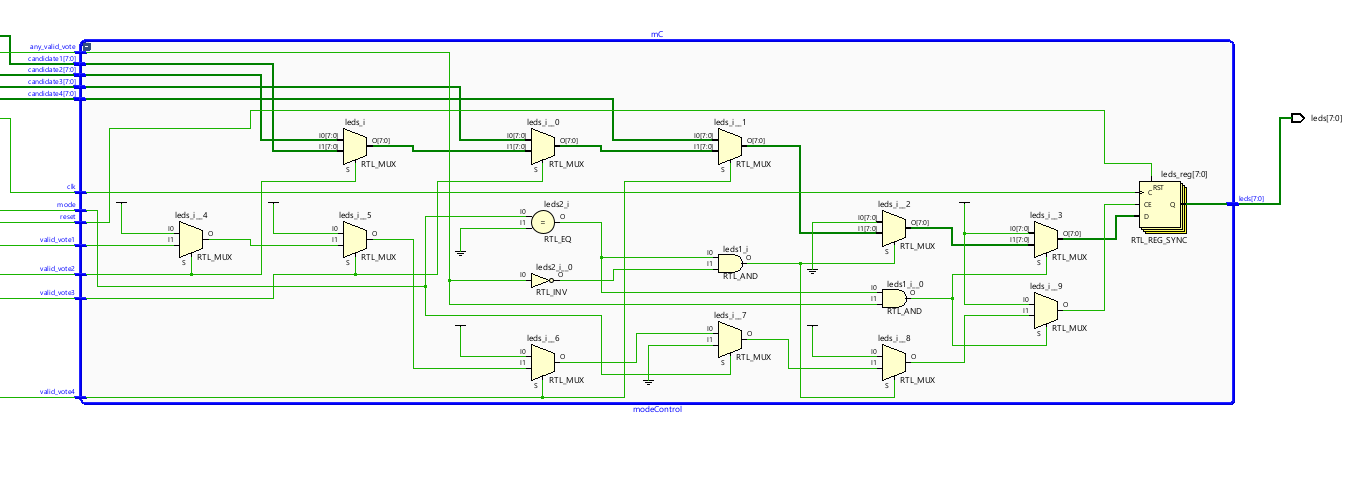 mC
any_valid_vote
candidate1[7:0]
candidate2[7:0]
candidate3[7:0]
candidate4[7:0]
clk
mode
reset
valid_vote1
valid_vote2
valid_vote3
valid_vote4
leds_i
I0[7:0]
I1[7:0]
O[7:0]
S
RTL_MUX
leds_i__0
I0[7:0]
I1[7:0]
O[7:0]
S
RTL_MUX
leds_i__1
I0[7:0]
I1[7:0]
O[7:0]
S
RTL_MUX
leds_i__4
I0
I1
O
S
RTL_MUX
leds_i__5
I0
I1
O
S
RTL_MUX
leds2_i
I0
I1
=
O
RTL_EQ
leds2_i__0
I0
O
RTL_INV
leds1_i
I0
I1
O
RTL_AND
leds_i__2
I0[7:0]
I1[7:0]
O[7:0]
S
RTL_MUX
leds1_i__0
I0
I1
O
RTL_AND
leds_i__3
I0[7:0]
I1[7:0]
O[7:0]
S
RTL_MUX
leds_i__9
I0
I1
O
S
RTL_MUX
leds_i__6
I0
I1
O
S
RTL_MUX
leds_i__7
I0
I1
O
S
RTL_MUX
leds_i__8
I0
I1
O
S
RTL_MUX
leds_reg[7:0]
RST
C
CE
D
Q
RTL_REG_SYNC
leds[7:0]
leds[7:0]
modeControl